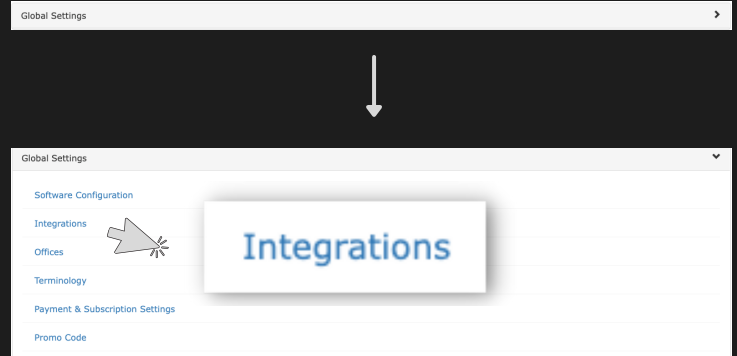 Global Settings
Global Settings
Software Configuration
Integrations
Integrations
Offices
Terminology
Payment & Subscription Settings
Promo Code